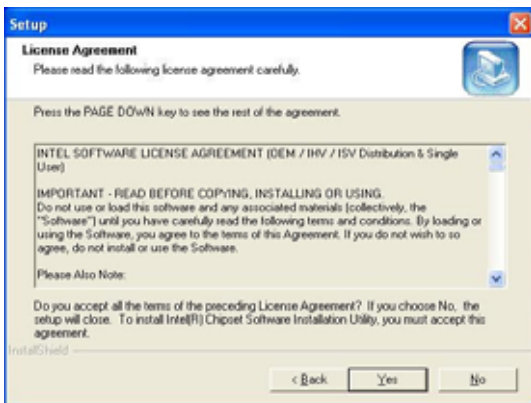 Setup
License Agreement
Please read the following license agreement carefully.
Press the PAGE DOWN key to see the rest of the agreement.
INTEL SOFTWARE LICENSE AGREEMENT (OEM / IHV / ISV Distribution & Single
User)
IMPORTANT - READ BEFORE COPYING, INSTALLING OR USING.
Do not use or load this software and any associated materials (collectively, the
"Software") until you have carefully read the following terms and conditions. By loading or
using the Software, you agree to the terms of this Agreement. If you do not wish to so
agree, do not install or use the Software.
Please Also Note:
Do you accept all the terms of the preceding License Agreement? If you choose No, the
setup will close. To install Intel(R) Chipset Software Installation Utility, you must accept this
agreement.
InstallShield
< Back
Yes
No